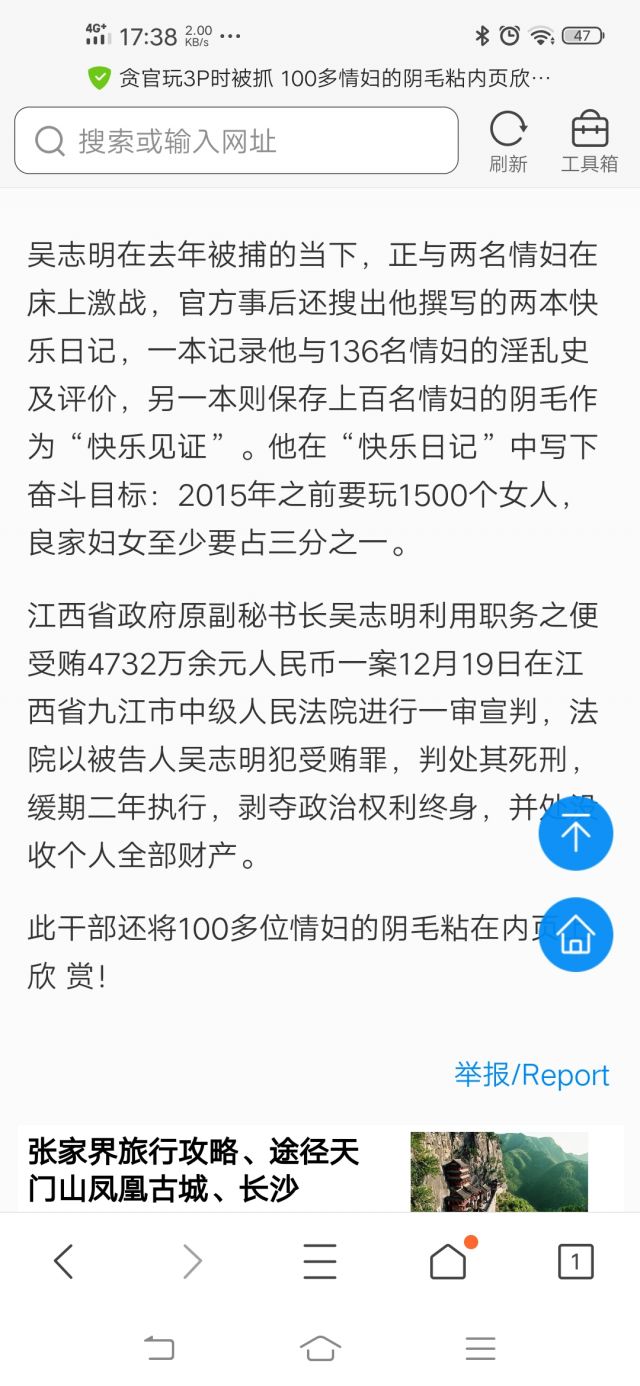 4G+ 17:38 2.00 KB/s ··· 47
贪官玩3P时被抓 100多情妇的阴毛粘内页欣…
搜索或输入网址
刷新
工具箱
吴志明在去年被捕的当下，正与两名情妇在
床上激战，官方事后还搜出他撰写的两本快
乐日记，一本记录他与136名情妇的淫乱史
及评价，另一本则保存上百名情妇的阴毛作
为“快乐见证”。他在“快乐日记”中写下
奋斗目标：2015年之前要玩1500个女人，
良家妇女至少要占三分之一。
江西省政府原副秘书长吴志明利用职务之便
受贿4732万余元人民币一案12月19日在江
西省九江市中级人民法院进行一审宣判，法
院以被告人吴志明犯受贿罪，判处其死刑，
缓期二年执行，剥夺政治权利终身，并处没
收个人全部财产。
此干部还将100多位情妇的阴毛粘在内页
欣 赏！
举报/Report
张家界旅行攻略、途径天
门山凤凰古城、长沙
1